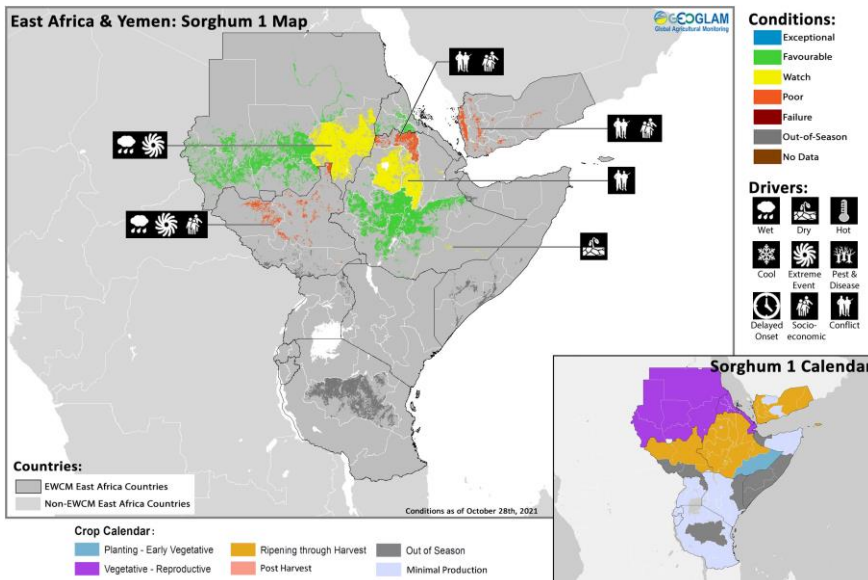 East Africa & Yemen: Sorghum 1 Map
GEOGLAM
Global Agricultural Monitoring
Conditions:
Exceptional
Favourable
Watch
Poor
Failure
Out-of-Season
No Data
Drivers:
Wet
Dry
Hot
Cool
Extreme Event
Pest & Disease
Delayed Onset
Socio-economic
Conflict
Countries:
EWCM East Africa Countries
Non-EWCM East Africa Countries
Conditions as of October 28th, 2021
Sorghum 1 Calendar
Crop Calendar:
Planting - Early Vegetative
Ripening through Harvest
Out of Season
Vegetative - Reproductive
Post Harvest
Minimal Production